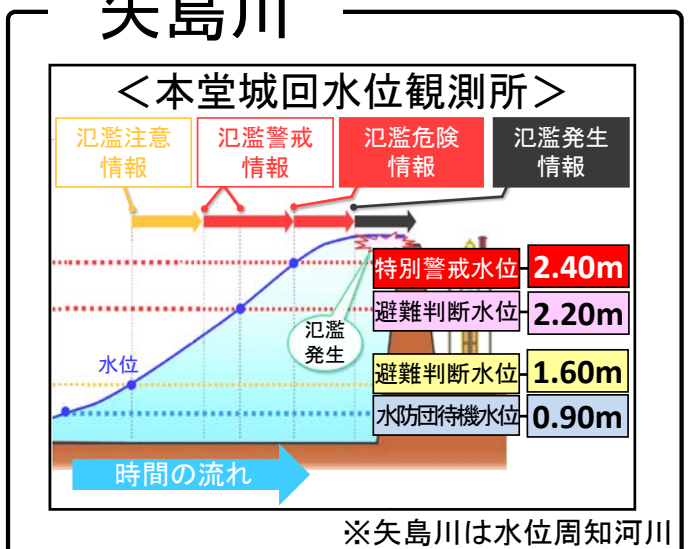 矢島川
＜本堂城回水位観測所＞
氾濫注意
情報
氾濫警戒
情報
氾濫危険
情報
氾濫発生
情報
特別警戒水位
2.40m
避難判断水位
2.20m
氾濫
発生
水位
避難判断水位
1.60m
水防団待機水位
0.90m
時間の流れ
※矢島川は水位周知河川